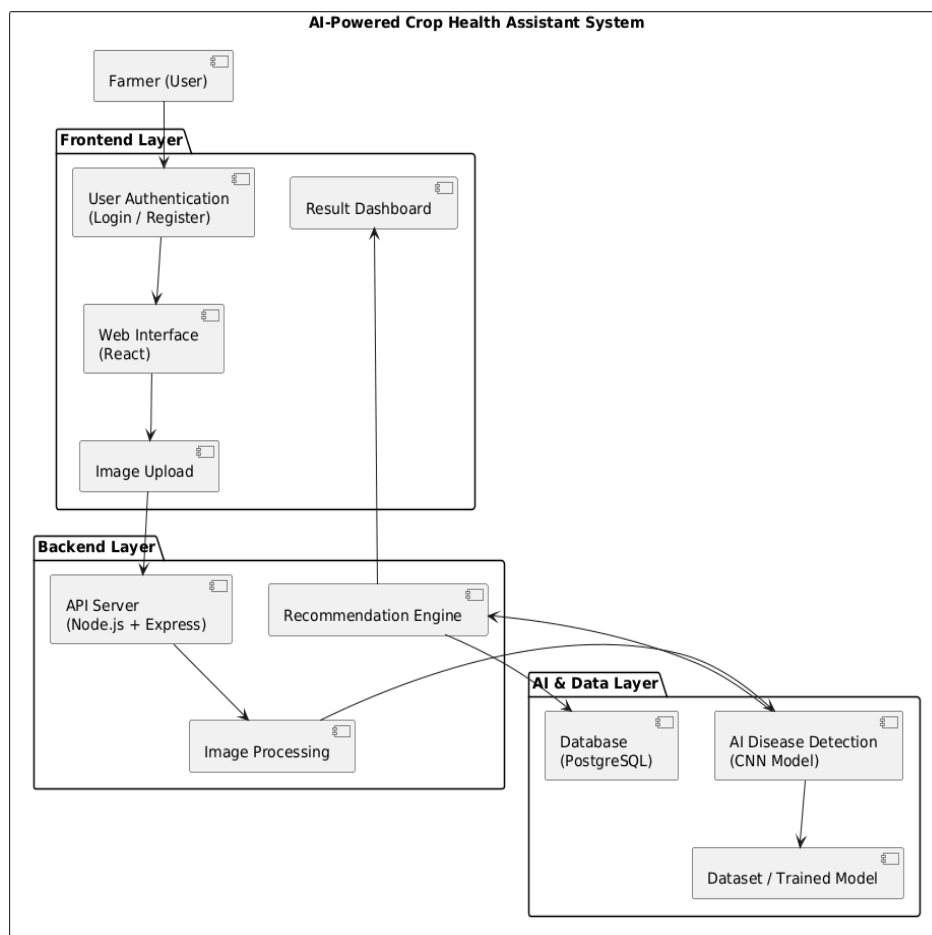 AI-Powered Crop Health Assistant System
Farmer (User)
Frontend Layer
User Authentication
(Login / Register)
Result Dashboard
Web Interface
(React)
Image Upload
Backend Layer
API Server
(Node.js + Express)
Recommendation Engine
Image Processing
AI & Data Layer
Database
(PostgreSQL)
AI Disease Detection
(CNN Model)
Dataset / Trained Model